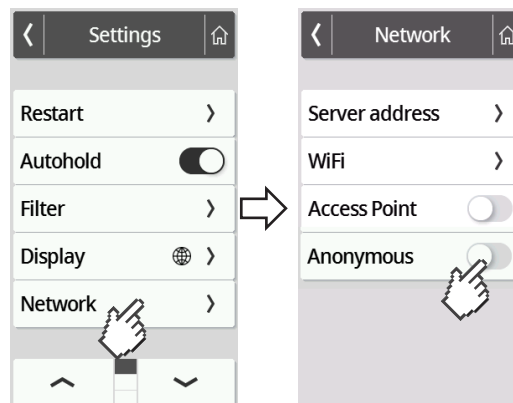 Settings
Restart
Autohold
Filter
Display
Network
Network
Server address
WiFi
Access Point
Anonymous